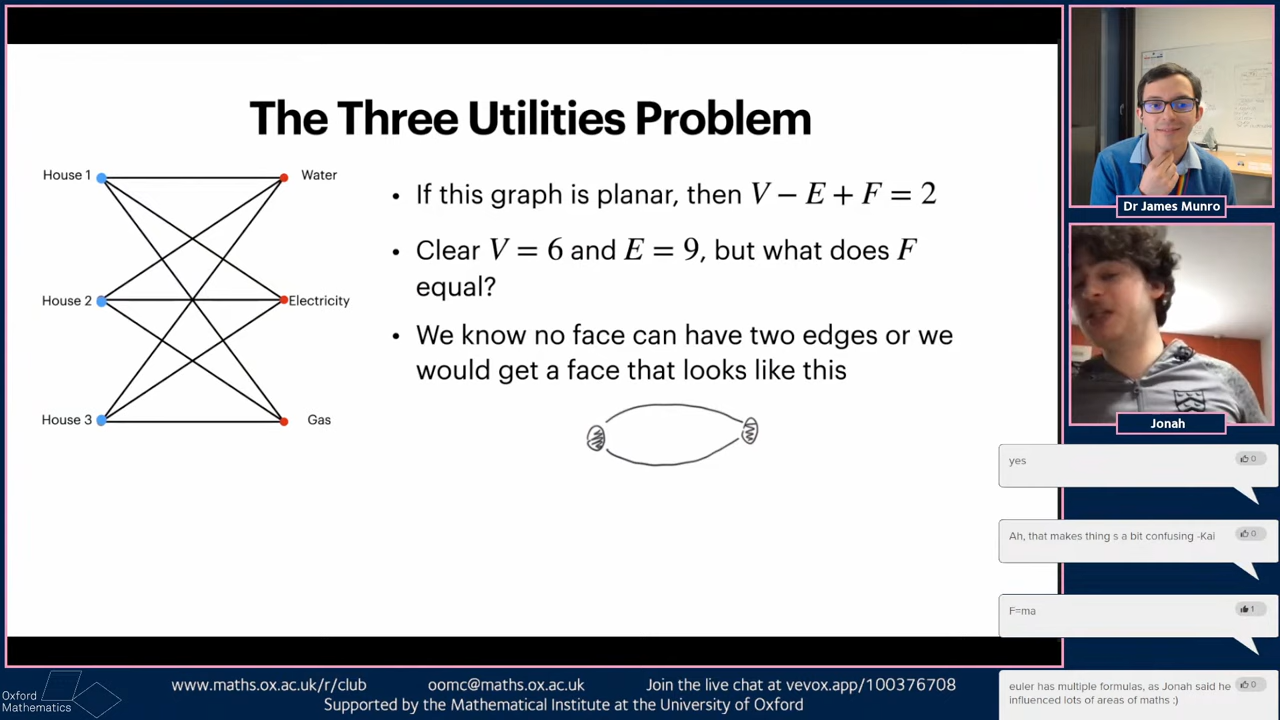 The Three Utilities Problem
House 1
Water
House 2
Electricity
House 3
Gas
• If this graph is planar, then V − E + F = 2
• Clear V = 6 and E = 9, but what does F
equal?
• We know no face can have two edges or we
would get a face that looks like this
Dr James Munro
Jonah
yes
0
Ah, that makes thing s a bit confusing -Kai
0
F=ma
1
euler has multiple formulas, as Jonah said he
influenced lots of areas of maths :)
0
Oxford
Mathematics
www.maths.ox.ac.uk/r/club oomc@maths.ox.ac.uk Join the live chat at vevox.app/100376708
Supported by the Mathematical Institute at the University of Oxford